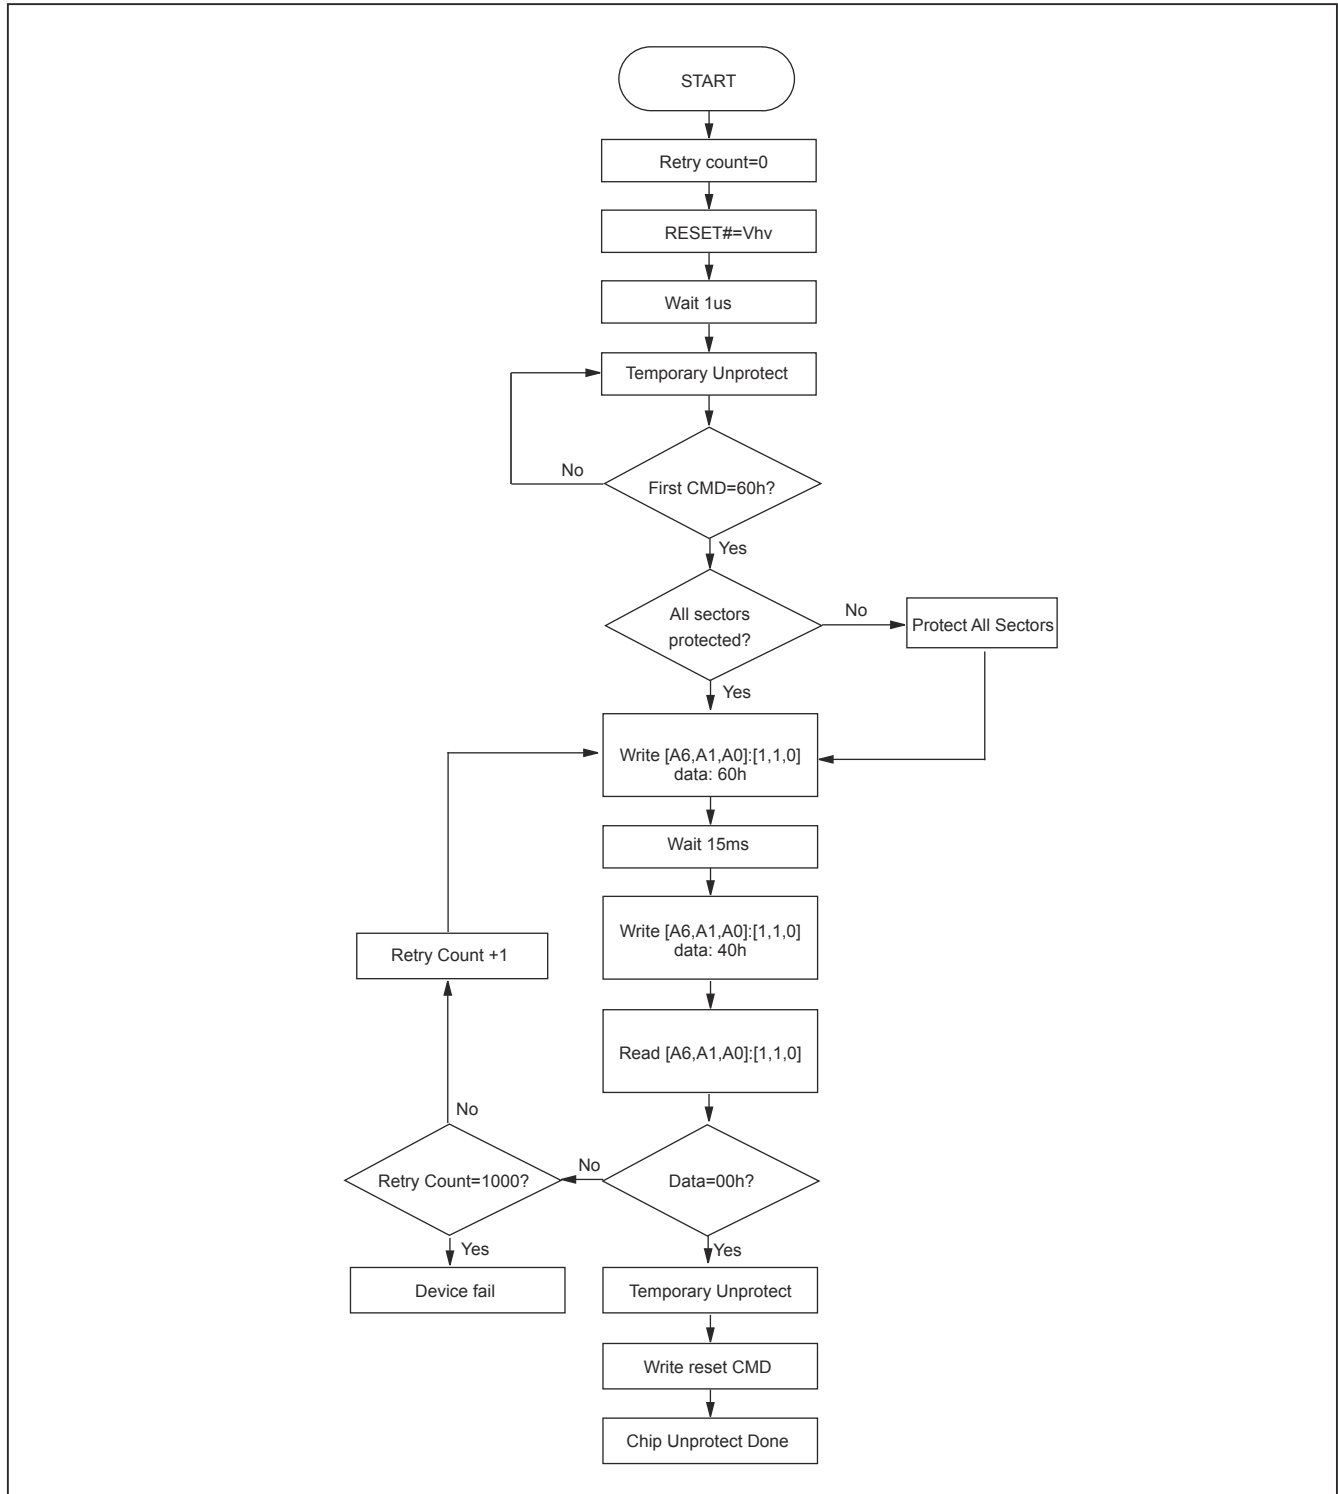 START
Retry count=0
RESET#=Vhv
Wait 1us
Temporary Unprotect
No
First CMD=60h?
Yes
All sectors
protected?
No
Protect All Sectors
Yes
Write [A6,A1,A0]:[1,1,0]
data: 60h
Wait 15ms
Write [A6,A1,A0]:[1,1,0]
data: 40h
Retry Count +1
Read [A6,A1,A0]:[1,1,0]
No
Retry Count=1000?
No
Data=00h?
Yes
Yes
Device fail
Temporary Unprotect
Write reset CMD
Chip Unprotect Done